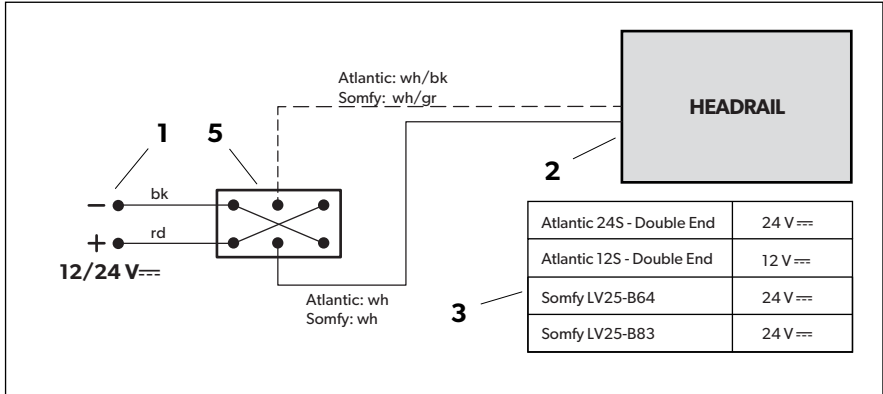 Atlantic: wh/bk
Somfy: wh/gr
HEADRAIL
1
5
2
bk
rd
12/24 V⎓
Atlantic: wh
Somfy: wh
3
Atlantic 24S - Double End 24 V⎓
Atlantic 12S - Double End 12 V⎓
Somfy LV25-B64 24 V⎓
Somfy LV25-B83 24 V⎓